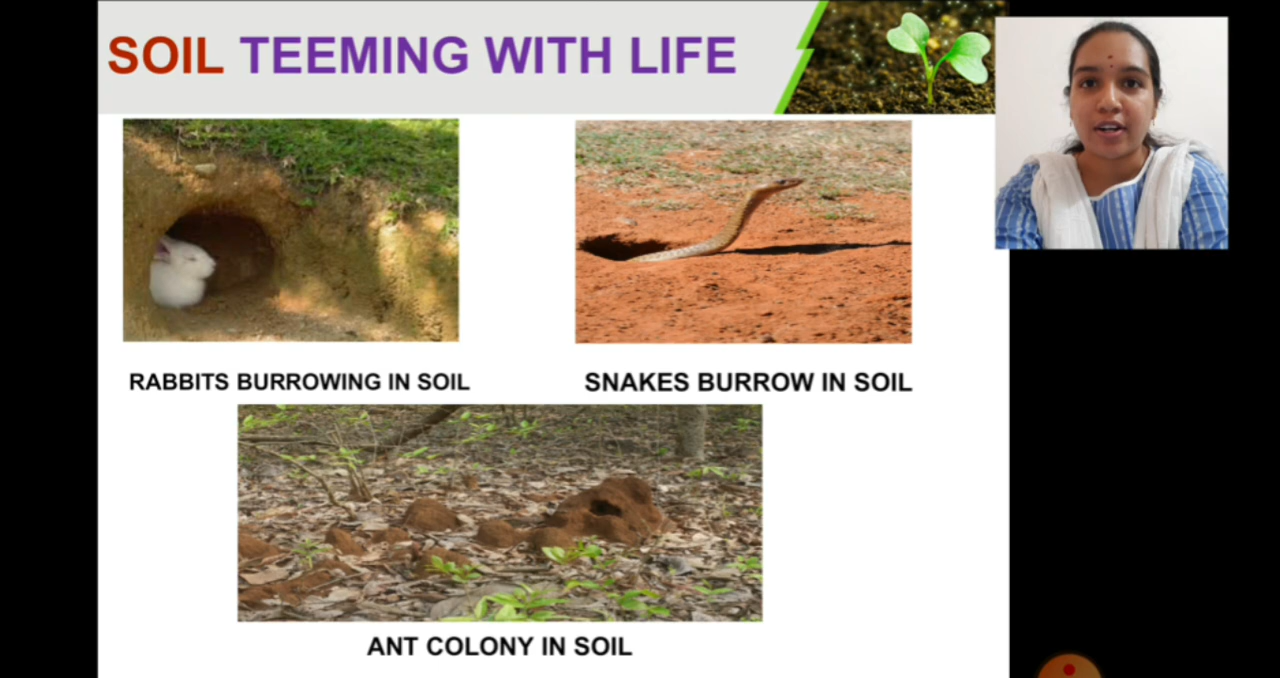 SOIL TEEMING WITH LIFE
RABBITS BURROWING IN SOIL
SNAKES BURROW IN SOIL
ANT COLONY IN SOIL